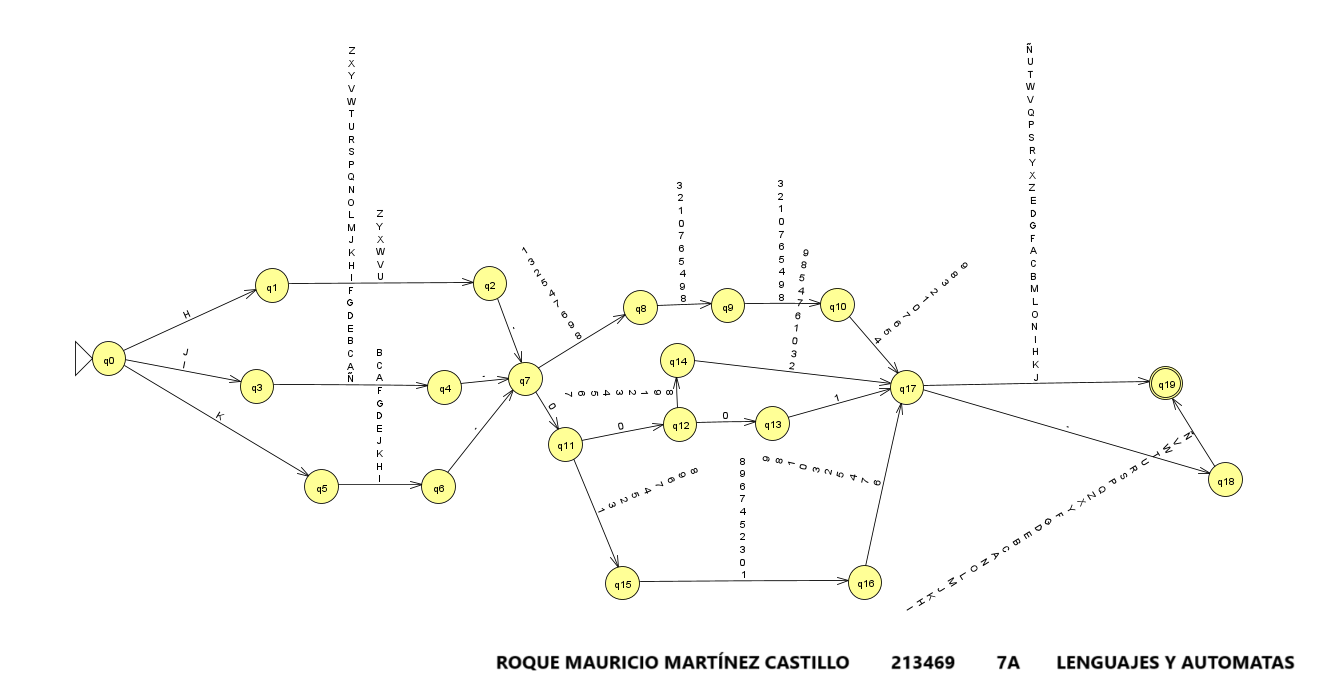 Z X Y V W T U R S P Q N O L M J K H I F G D E B C A Ñ
Z Y X W V U
B C A F G D E J K H I
H
J
I
K
-
-
-
1 3 2 5 4 7 6 9 8
3 2 1 0 7 6 5 4 9 8
3 2 1 0 7 6 5 4 9 8
9 8 5 4 7 6 1 0 3 2
9 8 3 2 1 0 7 6 5 4
Ñ U T W V Q P S R Y X Z E D G F A C B M L O N I H K J
q0
q1
q2
q3
q4
q5
q6
q7
q8
q9
q10
q11
q12
q13
q14
q15
q16
q17
q18
q19
0
0
0
1
7 6 5 4 3 2 1 9 8
1 3 2 5 4 7 6 9 8
8 9 6 7 4 5 2 3 0 1
9 8 1 0 3 2 5 4 7 6
-
ROQUE MAURICIO MARTÍNEZ CASTILLO 213469 7A LENGUAJES Y AUTOMATAS